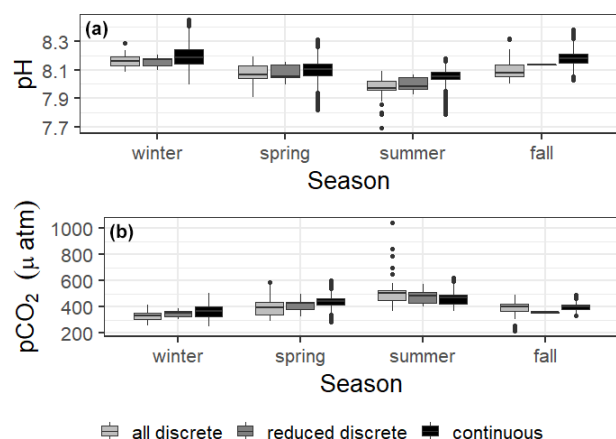 (a)
pH
8.3
8.1
7.9
7.7
winter spring summer fall
Season
(b)
pCO₂ (μ atm)
1000
800
600
400
200
winter spring summer fall
Season
all discrete reduced discrete continuous